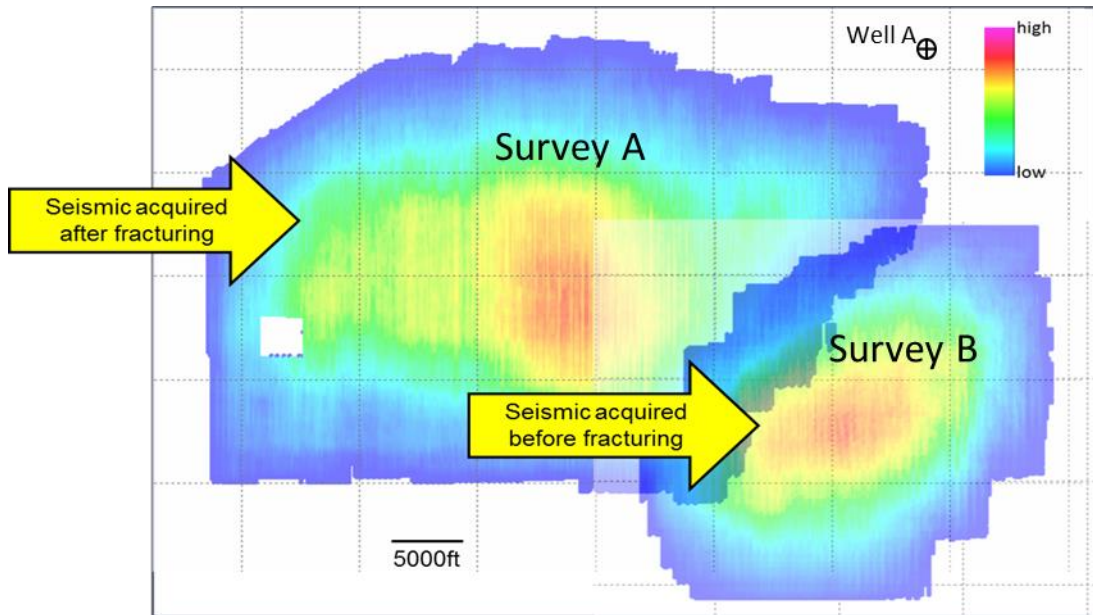 Well A
high
low
Survey A
Seismic acquired
after fracturing
Survey B
Seismic acquired
before fracturing
5000ft